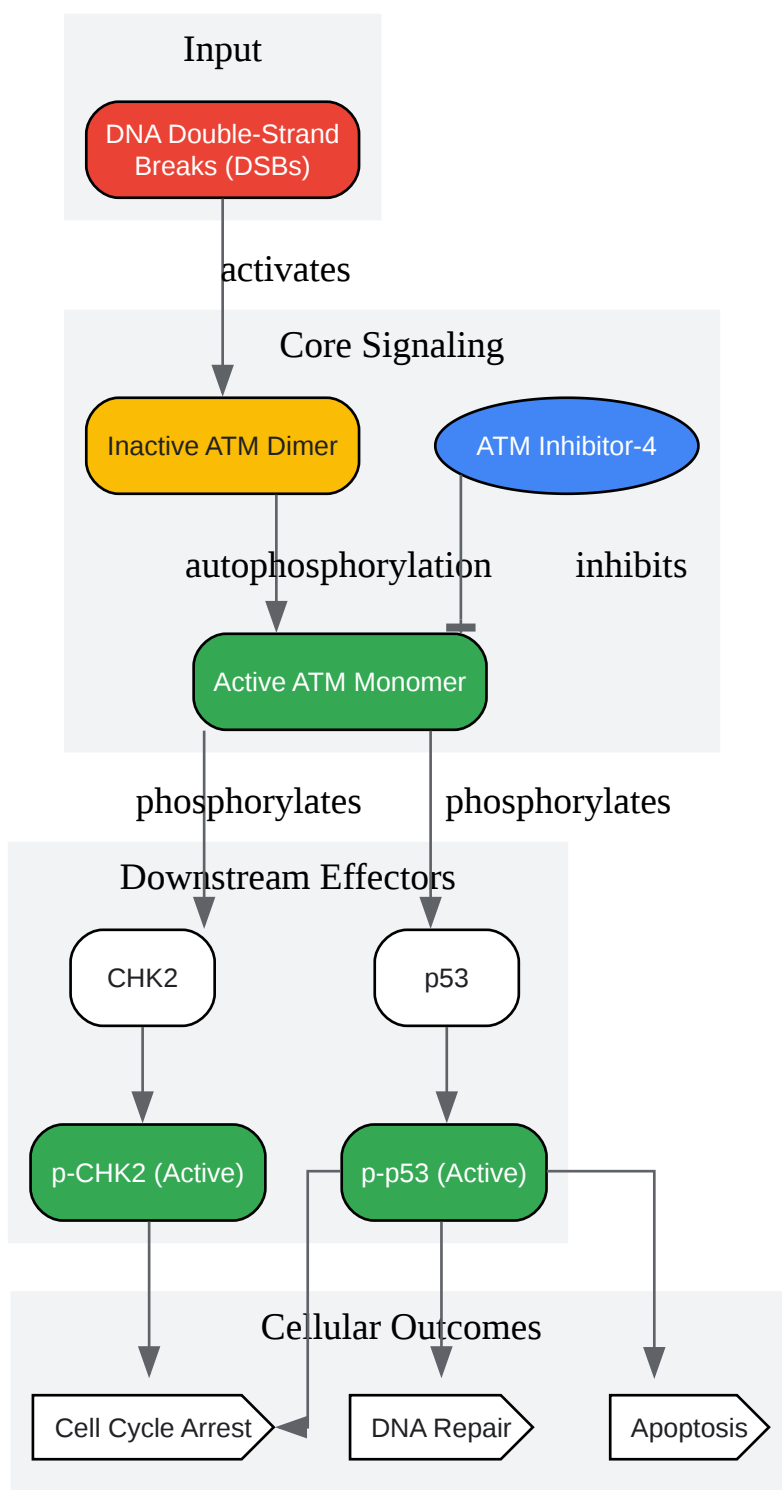 Input
DNA Double-Strand
Breaks (DSBs)
activates
Core Signaling
Inactive ATM Dimer
ATM Inhibitor-4
autophosphorylation
inhibits
Active ATM Monomer
phosphorylates
phosphorylates
Downstream Effectors
CHK2
p53
p-CHK2 (Active)
p-p53 (Active)
Cellular Outcomes
Cell Cycle Arrest
DNA Repair
Apoptosis